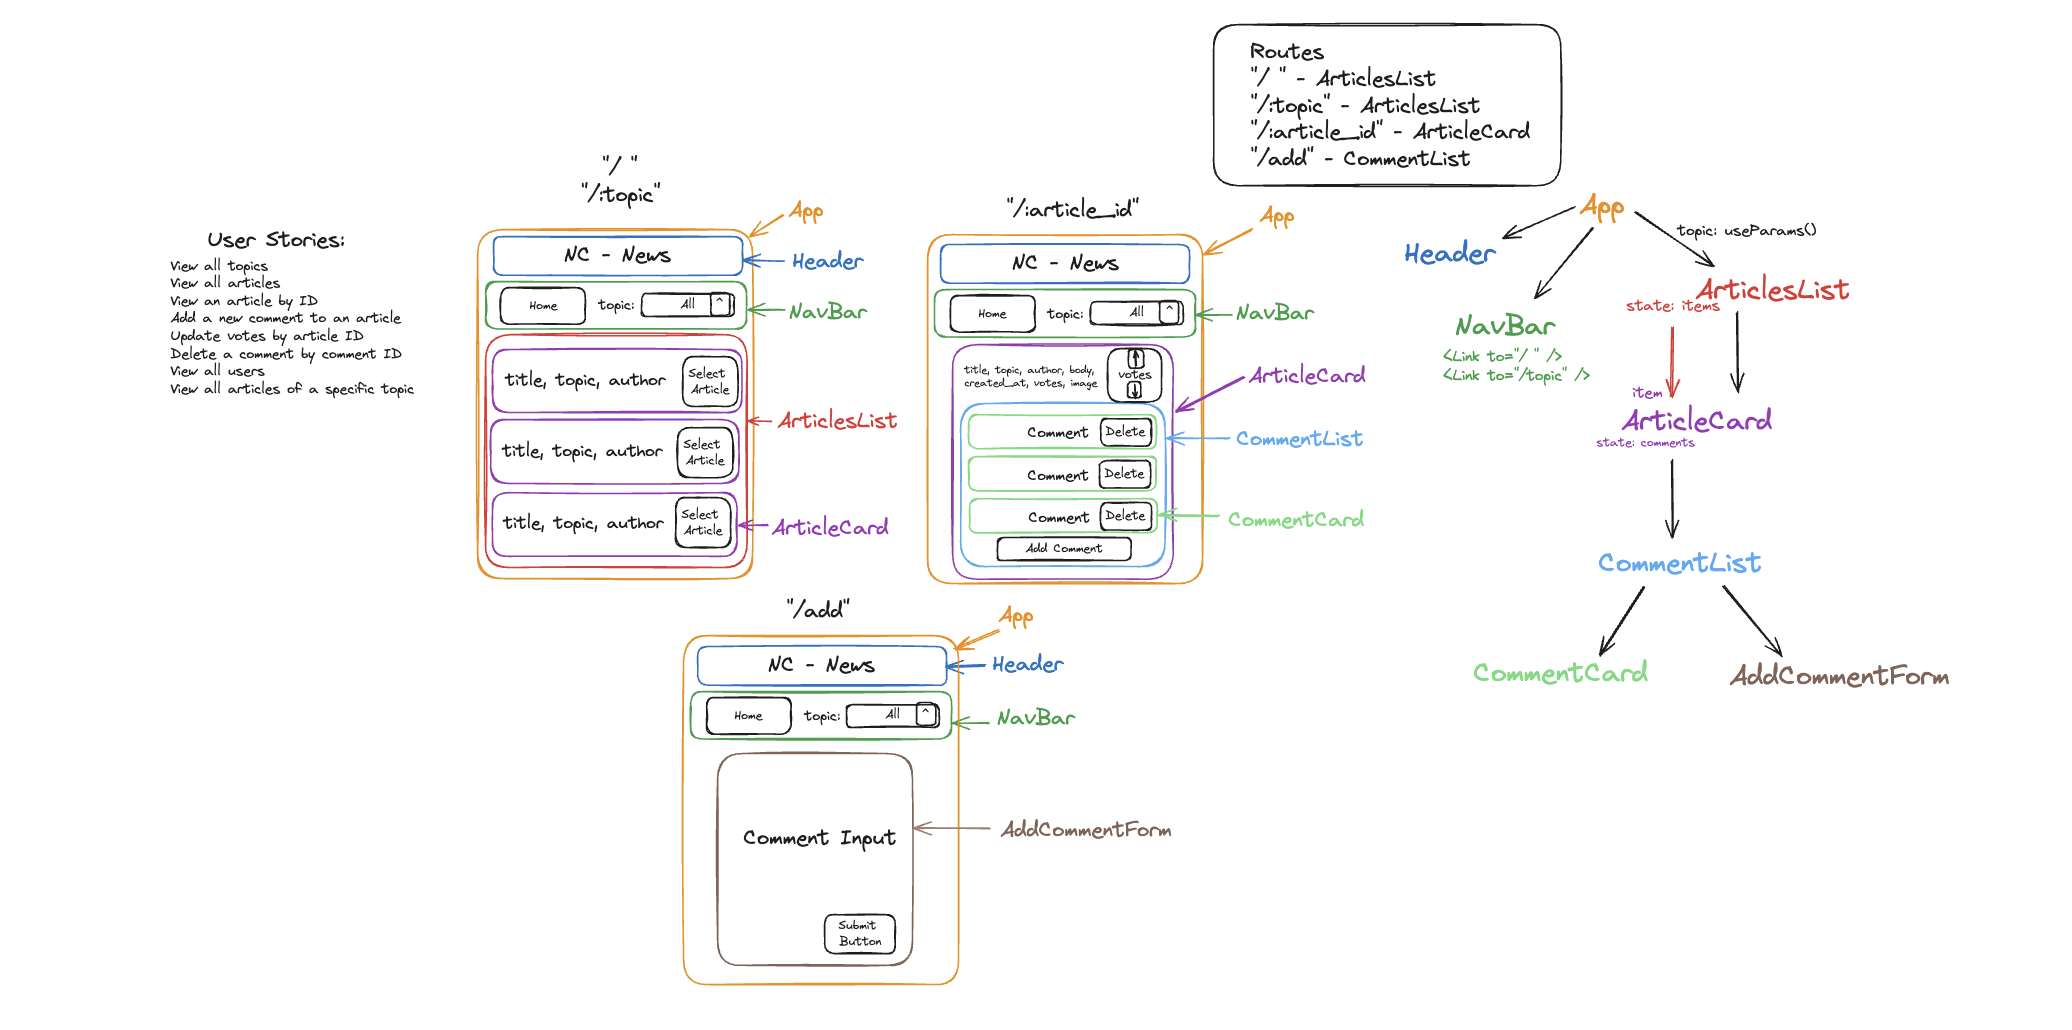 Routes
"/ " - ArticlesList
"/:topic" - ArticlesList
"/:article_id" - ArticleCard
"/add" - CommentList
User Stories:
View all topics
View all articles
View an article by ID
Add a new comment to an article
Update votes by article ID
Delete a comment by comment ID
View all users
View all articles of a specific topic
"/ "
"/:topic"
App
NC - News
Header
Home
topic:
All
^
NavBar
title, topic, author
Select
Article
title, topic, author
Select
Article
ArticlesList
title, topic, author
Select
Article
ArticleCard
"/:article_id"
App
NC - News
Home
topic:
All
^
NavBar
title, topic, author, body,
created_at, votes, image
votes
ArticleCard
Comment
Delete
CommentList
Comment
Delete
Comment
Delete
CommentCard
Add Comment
"/add"
App
NC - News
Header
Home
topic:
All
^
NavBar
Comment Input
AddCommentForm
Submit
Button
App
Header
topic: useParams()
ArticlesList
state: items
NavBar
<Link to="/ " />
<Link to="/topic" />
item
ArticleCard
state: comments
CommentList
CommentCard
AddCommentForm